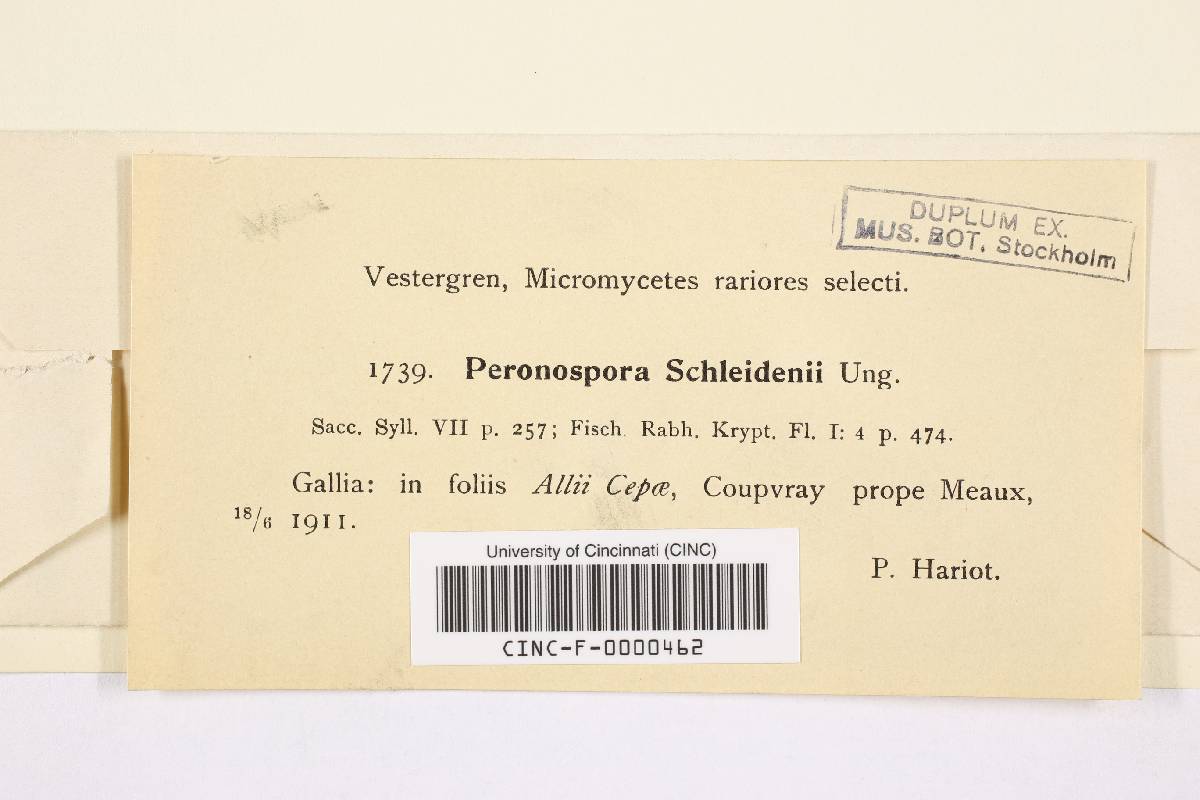 DUPLUM EX.
MUS. BOT. Stockholm
Vestergren, Micromycetes rariores selecti.
1739. Peronospora Schleidenii Ung.
Sacc. Syll. VII p. 257; Fisch. Rabh. Krypt. Fl. I: 4 p. 474.
Gallia: in foliis Allii Cepæ, Coupvray prope Meaux,
18/6 1911.
P. Hariot.
University of Cincinnati (CINC)
CINC-F-0000462